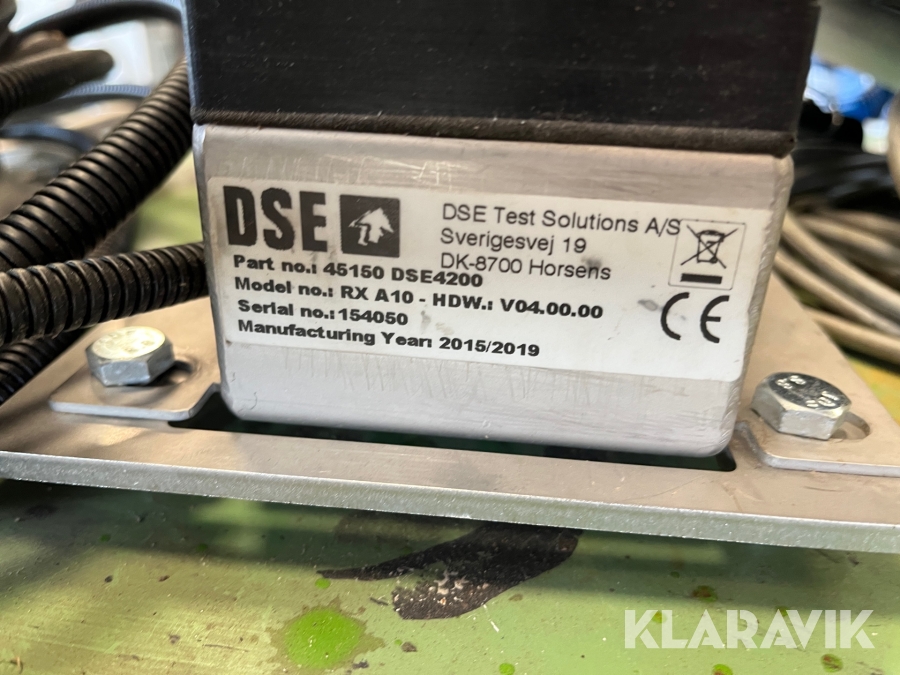 DSE
DSE Test Solutions A/S
Sverigesvej 19
DK-8700 Horsens
Part no.: 45150 DSE4200
Model no.: RX A10 - HDW.: V04.00.00
Serial no.: 154050
Manufacturing Year: 2015/2019
CE
KLARAVIK